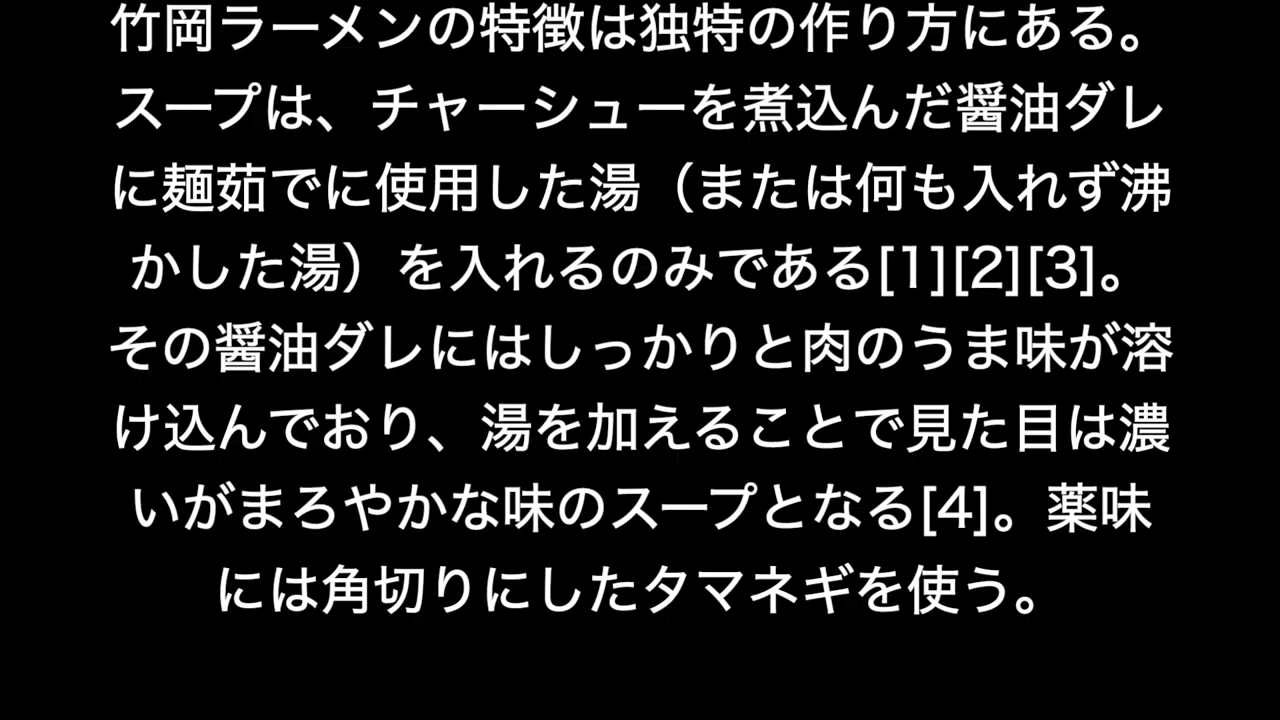 竹岡ラーメンの特徴は独特の作り方にある。
スープは、チャーシューを煮込んだ醤油ダレ
に麺茹でに使用した湯（または何も入れず沸
かした湯）を入れるのみである[1][2][3]。
その醤油ダレにはしっかりと肉のうま味が溶
け込んでおり、湯を加えることで見た目は濃
いがまろやかな味のスープとなる[4]。薬味
には角切りにしたタマネギを使う。